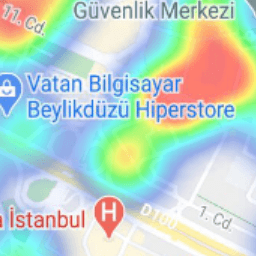 11. Cd.
Güvenlik Merkezi
Vatan Bilgisayar
Beylikdüzü Hiperstore
İstanbul
H
D100
1. Cd.